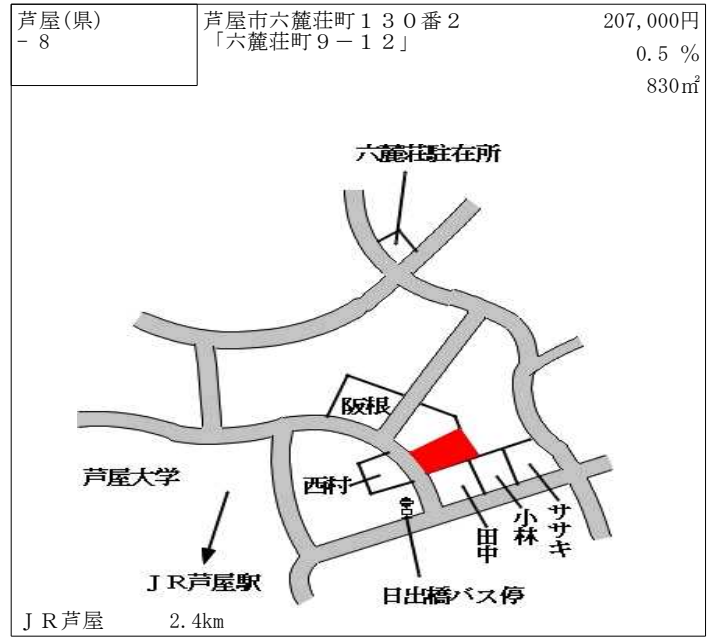 芦屋(県)
－８
芦屋市六麓荘町１３０番２
「六麓荘町９－１２」
207,000円
0.5 %
830㎡
六麓荘駐在所
阪根
芦屋大学
西村
ササキ
小林
田中
ＪＲ芦屋駅
日出橋バス停
ＪＲ芦屋 2.4km